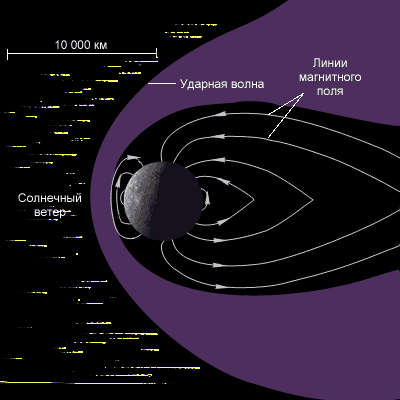 10 000 км
Линии
магнитного
поля
Ударная волна
Солнечный
ветер